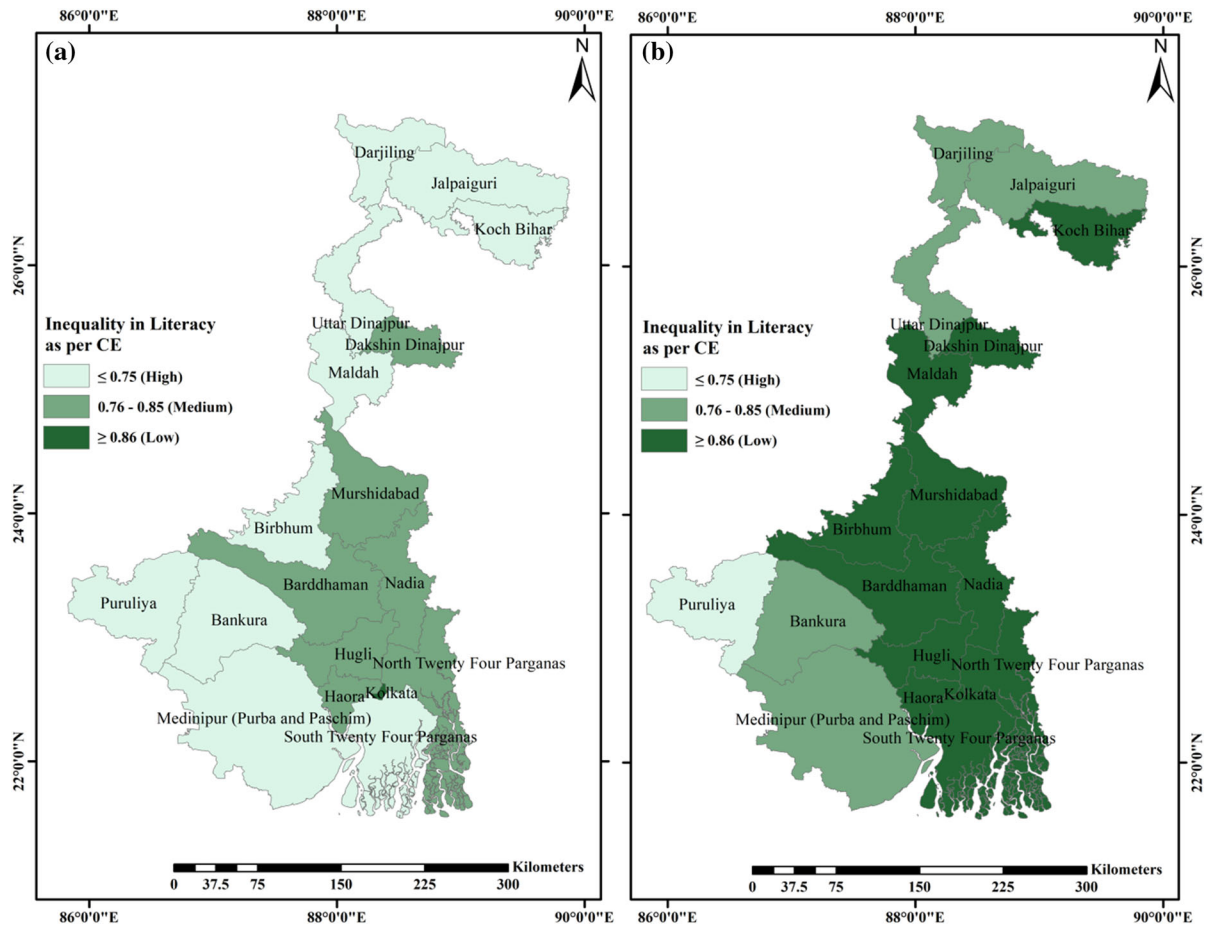 86°0'0"E 88°0'0"E 90°0'0"E
(a)
N
Darjiling
Jalpaiguri
Koch Bihar
26°0'0"N
Inequality in Literacy
as per CE
≤ 0.75 (High)
0.76 - 0.85 (Medium)
≥ 0.86 (Low)
Uttar Dinajpur
Dakshin Dinajpur
Maldah
24°0'0"N
Murshidabad
Birbhum
Barddhaman
Nadia
Puruliya
Bankura
Hugli
North Twenty Four Parganas
Haora
Kolkata
Medinipur (Purba and Paschim)
South Twenty Four Parganas
22°0'0"N
Kilometers
0 37.5 75 150 225 300
86°0'0"E 88°0'0"E 90°0'0"E
86°0'0"E 88°0'0"E 90°0'0"E
(b)
N
Darjiling
Jalpaiguri
Koch Bihar
26°0'0"N
Inequality in Literacy
as per CE
≤ 0.75 (High)
0.76 - 0.85 (Medium)
≥ 0.86 (Low)
Uttar Dinajpur
Dakshin Dinajpur
Maldah
24°0'0"N
Murshidabad
Birbhum
Barddhaman
Nadia
Puruliya
Bankura
Hugli
North Twenty Four Parganas
Haora
Kolkata
Medinipur (Purba and Paschim)
South Twenty Four Parganas
22°0'0"N
Kilometers
0 37.5 75 150 225 300
86°0'0"E 88°0'0"E 90°0'0"E